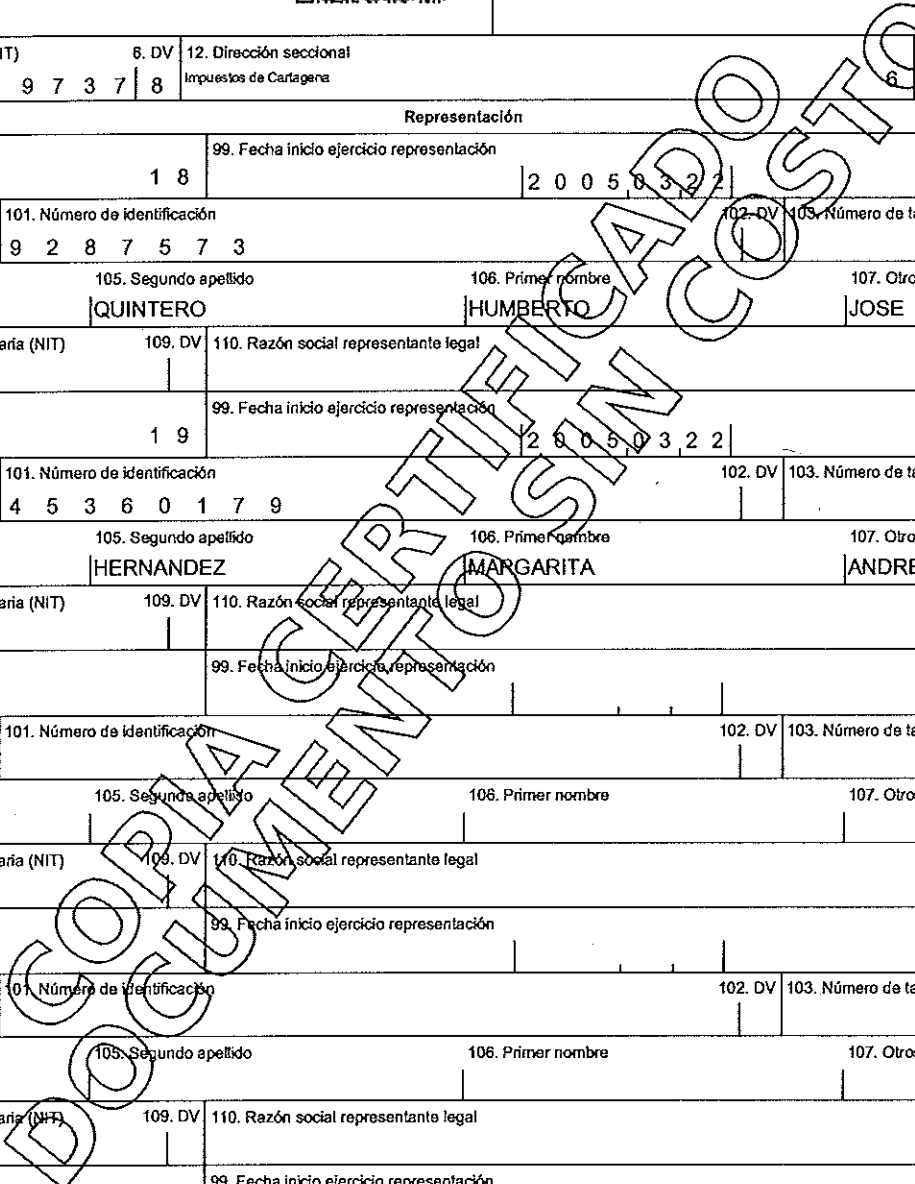 IT) 6. DV 12. Dirección seccional
9 7 3 7 8 Impuestos de Cartagena 6
Representación
99. Fecha inicio ejercicio representación
1 8 2 0 0 5 0 3 2 2
101. Número de identificación 102. DV 103. Número de ta
9 2 8 7 5 7 3
105. Segundo apellido 106. Primer nombre 107. Otro
QUINTERO HUMBERTO JOSE
aria (NIT) 109. DV 110. Razón social representante legal
99. Fecha inicio ejercicio representación
1 9 2 0 0 5 0 3 2 2
101. Número de identificación 102. DV 103. Número de ta
4 5 3 6 0 1 7 9
105. Segundo apellido 106. Primer nombre 107. Otro
HERNANDEZ MARGARITA ANDRE
aria (NIT) 109. DV 110. Razón social representante legal
99. Fecha inicio ejercicio representación
101. Número de identificación 102. DV 103. Número de ta
105. Segundo apellido 106. Primer nombre 107. Otro
aria (NIT) 109. DV 110. Razón social representante legal
99. Fecha inicio ejercicio representación
101. Número de identificación 102. DV 103. Número de ta
105. Segundo apellido 106. Primer nombre 107. Otros
aria (NIT) 109. DV 110. Razón social representante legal
99. Fecha inicio ejercicio representación
COPIA CERTIFICADO
DOCUMENTO SIN COSTO